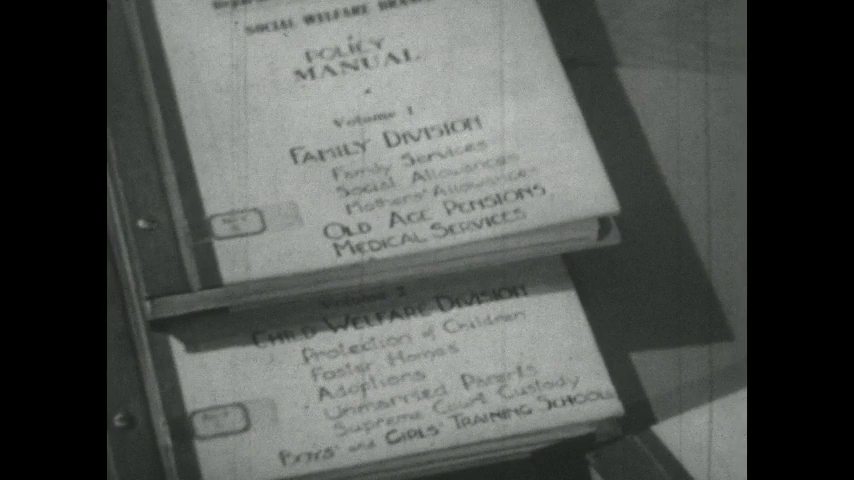 SOCIAL WELFARE BRANCH
POLICY
MANUAL
Volume 1
FAMILY DIVISION
Family Services
Social Allowances
Mothers' Allowances
OLD AGE PENSIONS
MEDICAL SERVICES
Volume 2
CHILD WELFARE DIVISION
Protection of Children
Foster Homes
Adoptions
Unmarried Parents
Supreme Court Custody
BOYS' and GIRLS' TRAINING SCHOOLS